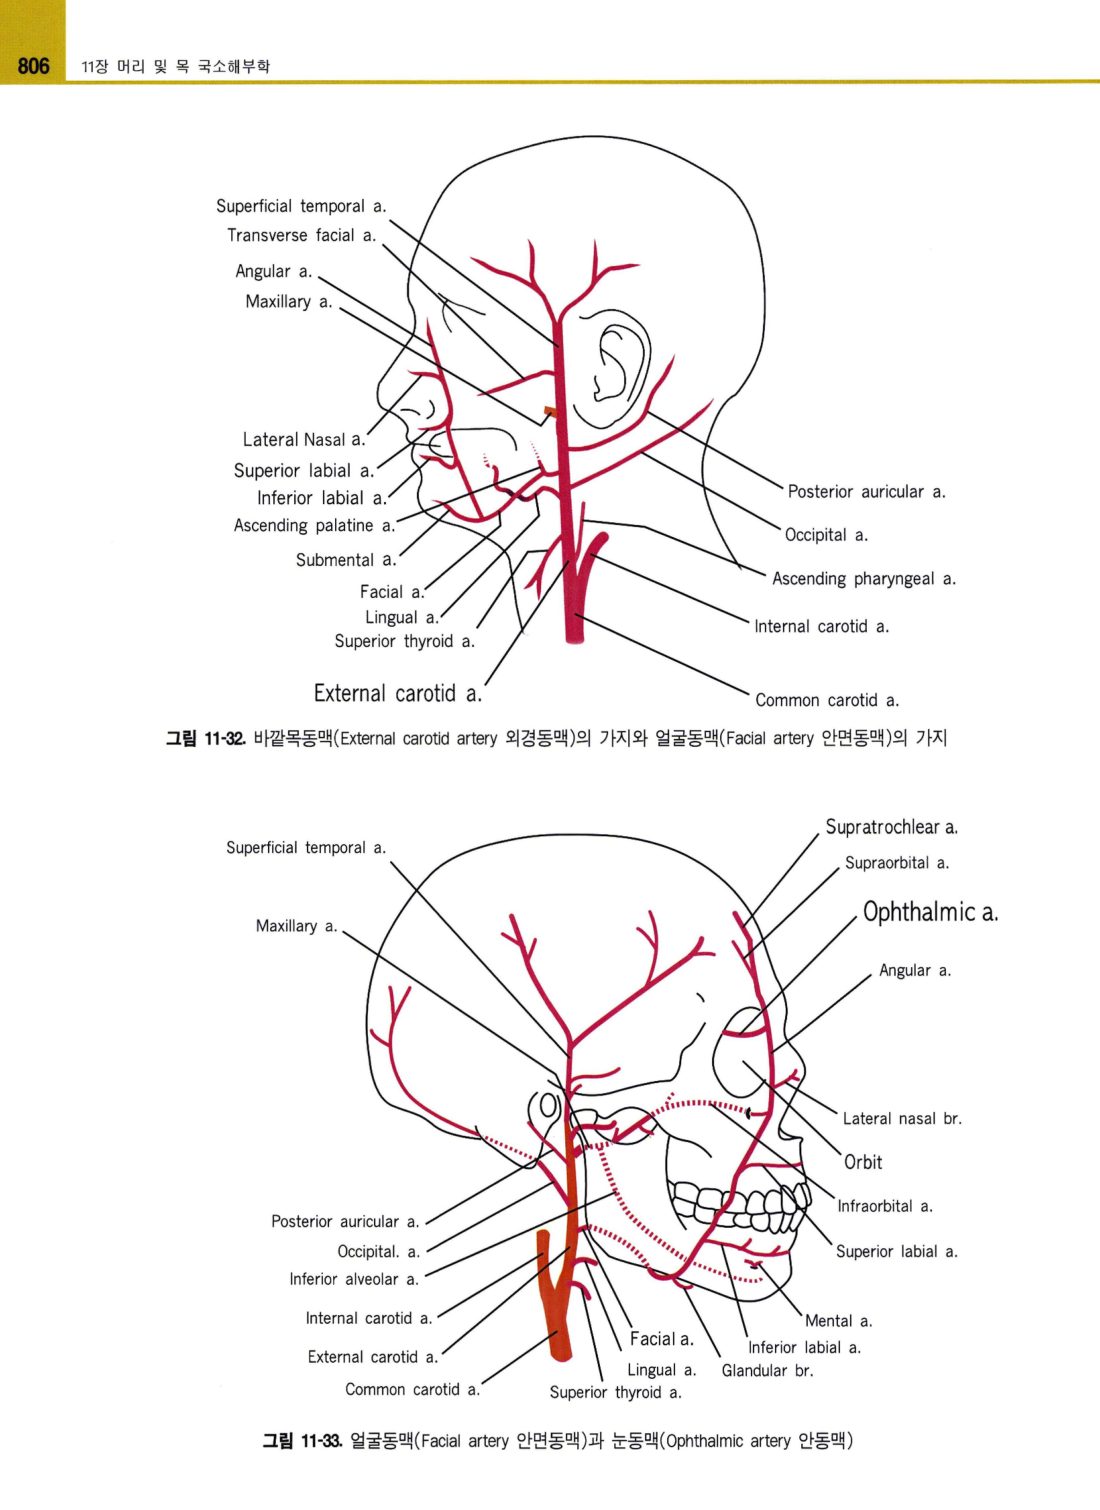 806
11장 머리 및 목 국소해부학
Superficial temporal a.
Transverse facial a.
Angular a.
Maxillary a.
Lateral Nasal a.
Superior labial a.
Inferior labial a.
Ascending palatine a.
Submental a.
Facial a.
Lingual a.
Superior thyroid a.
External carotid a.
Posterior auricular a.
Occipital a.
Ascending pharyngeal a.
Internal carotid a.
Common carotid a.
그림 11-32. 바깥목동맥(External carotid artery 외경동맥)의 가지와 얼굴동맥(Facial artery 안면동맥)의 가지
Superficial temporal a.
Maxillary a.
Posterior auricular a.
Occipital. a.
Inferior alveolar a.
Internal carotid a.
External carotid a.
Common carotid a.
Supratrochlear a.
Supraorbital a.
Ophthalmic a.
Angular a.
Lateral nasal br.
Orbit
Infraorbital a.
Superior labial a.
Mental a.
Inferior labial a.
Glandular br.
Facial a.
Lingual a.
Superior thyroid a.
그림 11-33. 얼굴동맥(Facial artery 안면동맥)과 눈동맥(Ophthalmic artery 안동맥)